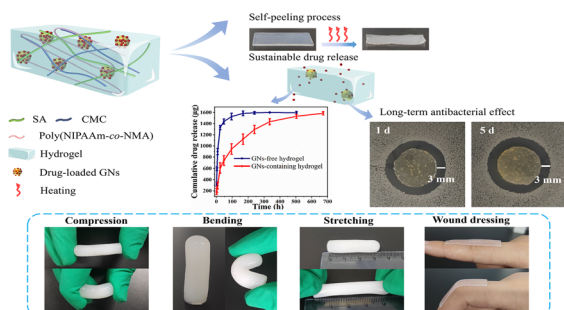 Self-peeling process
Sustainable drug release
SA
CMC
Poly(NIPAAm-co-NMA)
Hydrogel
Drug-loaded GNs
Heating
Cumulative drug release (μg)
1600
1400
1200
1000
800
600
400
200
GNs-free hydrogel
GNs-containing hydrogel
0 100 200 300 400 500 600 700
Time (h)
Long-term antibacterial effect
1 d
3 mm
5 d
3 mm
Compression
Bending
Stretching
Wound dressing